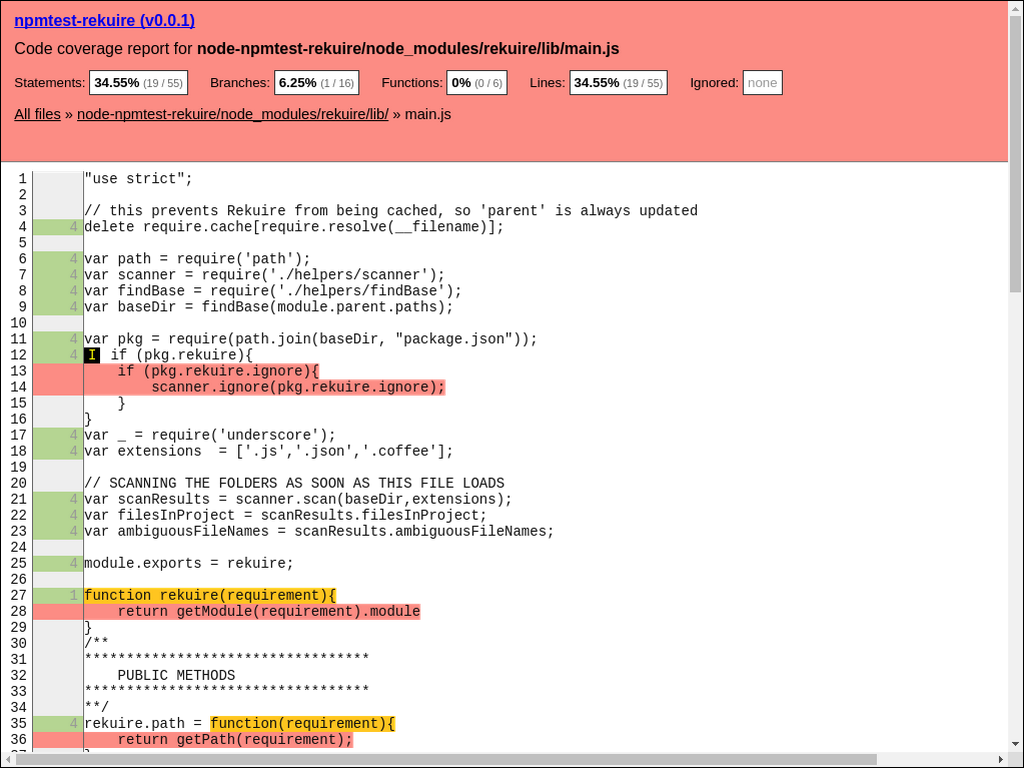 npmtest-rekuire (v0.0.1)
Code coverage report for node-npmtest-rekuire/node_modules/rekuire/lib/main.js
Statements: 34.55% (19 / 55) Branches: 6.25% (1 / 16) Functions: 0% (0 / 6) Lines: 34.55% (19 / 55) Ignored: none
All files » node-npmtest-rekuire/node_modules/rekuire/lib/ » main.js
1 "use strict";
2
3 // this prevents Rekuire from being cached, so 'parent' is always updated
4 4 delete require.cache[require.resolve(__filename)];
5
6 4 var path = require('path');
7 4 var scanner = require('./helpers/scanner');
8 4 var findBase = require('./helpers/findBase');
9 4 var baseDir = findBase(module.parent.paths);
10
11 4 var pkg = require(path.join(baseDir, "package.json"));
12 4 I if (pkg.rekuire){
13     if (pkg.rekuire.ignore){
14         scanner.ignore(pkg.rekuire.ignore);
15     }
16 }
17 4 var _ = require('underscore');
18 4 var extensions  = ['.js','.json','.coffee'];
19
20 // SCANNING THE FOLDERS AS SOON AS THIS FILE LOADS
21 4 var scanResults = scanner.scan(baseDir,extensions);
22 4 var filesInProject = scanResults.filesInProject;
23 4 var ambiguousFileNames = scanResults.ambiguousFileNames;
24
25 4 module.exports = rekuire;
26
27 1 function rekuire(requirement){
28     return getModule(requirement).module
29 }
30 /**
31 **********************************
32     PUBLIC METHODS
33 **********************************
34 **/
35 4 rekuire.path = function(requirement){
36     return getPath(requirement);